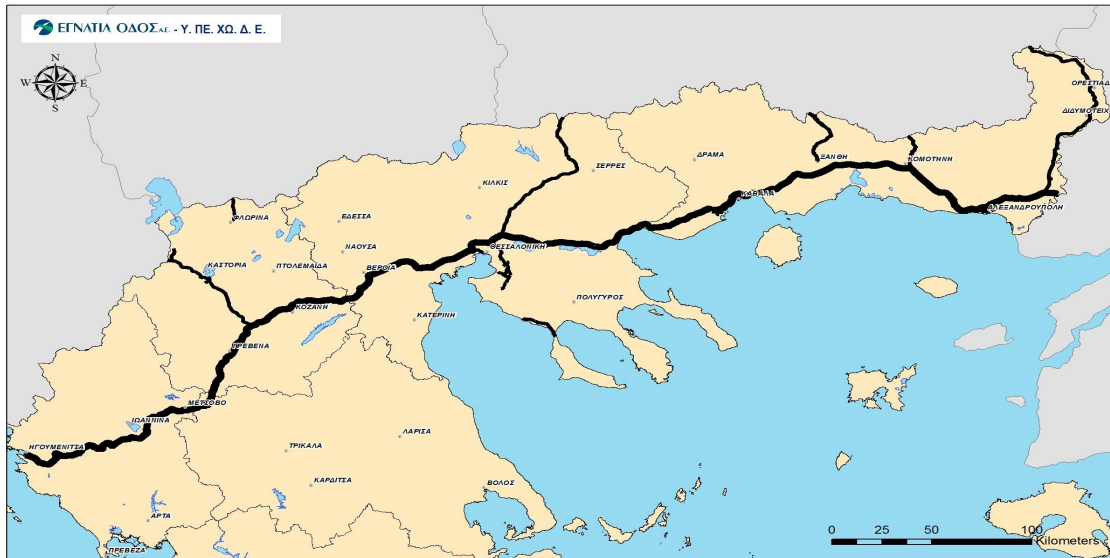 ΕΓΝΑΤΙΑ ΟΔΟΣ Α.Ε. - Υ. ΠΕ. ΧΩ. Δ. Ε.
N
W E
S
ΟΡΕΣΤΙΑΔ
ΔΙΔΥΜΟΤΕΙΧ
ΣΕΡΡΕΣ
ΔΡΑΜΑ
ΞΑΝΘΗ
ΚΟΜΟΤΗΝΗ
ΚΙΛΚΙΣ
ΚΑΒΑΛΑ
ΑΛΕΞΑΝΔΡΟΥΠΟΛΗ
ΦΛΩΡΙΝΑ
ΕΔΕΣΣΑ
ΝΑΟΥΣΑ
ΘΕΣΣΑΛΟΝΙΚΗ
ΚΑΣΤΟΡΙΑ
ΠΤΟΛΕΜΑΪΔΑ
ΒΕΡΟΙΑ
ΠΟΛΥΓΥΡΟΣ
ΚΟΖΑΝΗ
ΚΑΤΕΡΙΝΗ
ΓΡΕΒΕΝΑ
ΜΕΤΣΟΒΟ
ΙΩΑΝΝΙΝΑ
ΗΓΟΥΜΕΝΙΤΣΑ
ΛΑΡΙΣΑ
ΤΡΙΚΑΛΑ
ΚΑΡΔΙΤΣΑ
ΒΟΛΟΣ
ΑΡΤΑ
ΠΡΕΒΕΖΑ
0 25 50 100
Kilometers